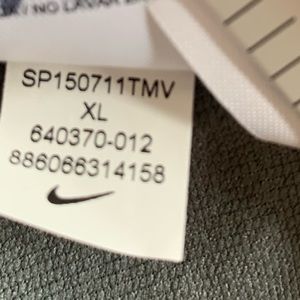 / NO LAVAR
SP150711TMV
XL
640370-012
886066314158